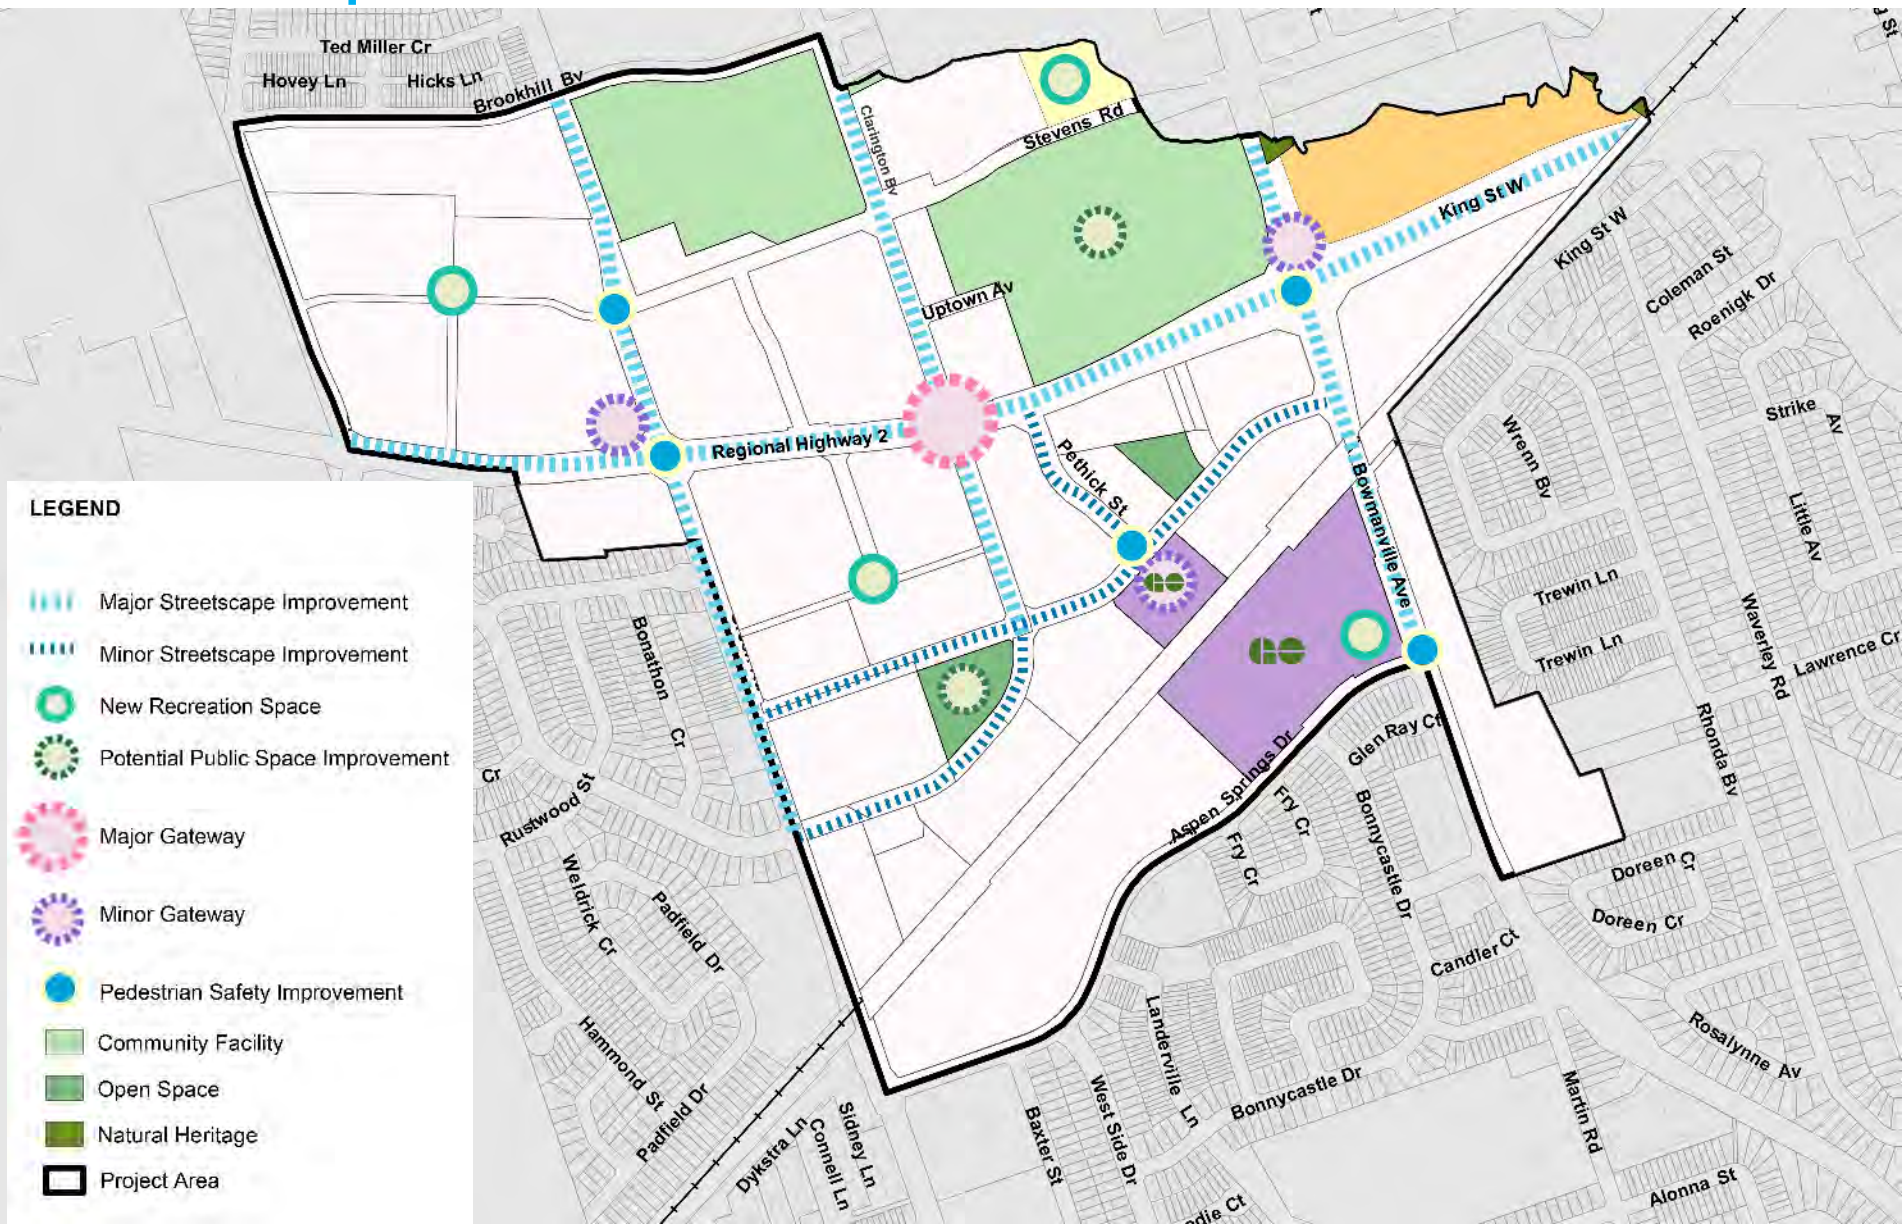 Ted Miller Cr
Hovey Ln
Hicks Ln
Brookhill Bv
Clarington Bv
Stevens Rd
King St W
King St W
Coleman St
Roenigk Dr
Uptown Av
Regional Highway 2
Pethick St
Bowmanville Ave
Wrenn Bv
Strike Av
Little Av
Trewin Ln
Trewin Ln
Waverley Rd
Lawrence Cr
Rhonda Bv
Bonathon Cr
Cr
Rustwood St
Weldrick Cr
Padfield Dr
Hammond St
Padfield Dr
Dykstra Ln
Connell Ln
Sidney Ln
Aspen Springs Dr
Glen Ray Ct
Fry Cr
Fry Cr
Bonnycastle Dr
Doreen Cr
Doreen Cr
Candler Ct
Landerville Ln
Bonnycastle Dr
West Side Dr
Baxter St
Martin Rd
Rosalynne Av
Alonna St
GO
GO
LEGEND
Major Streetscape Improvement
Minor Streetscape Improvement
New Recreation Space
Potential Public Space Improvement
Major Gateway
Minor Gateway
Pedestrian Safety Improvement
Community Facility
Open Space
Natural Heritage
Project Area